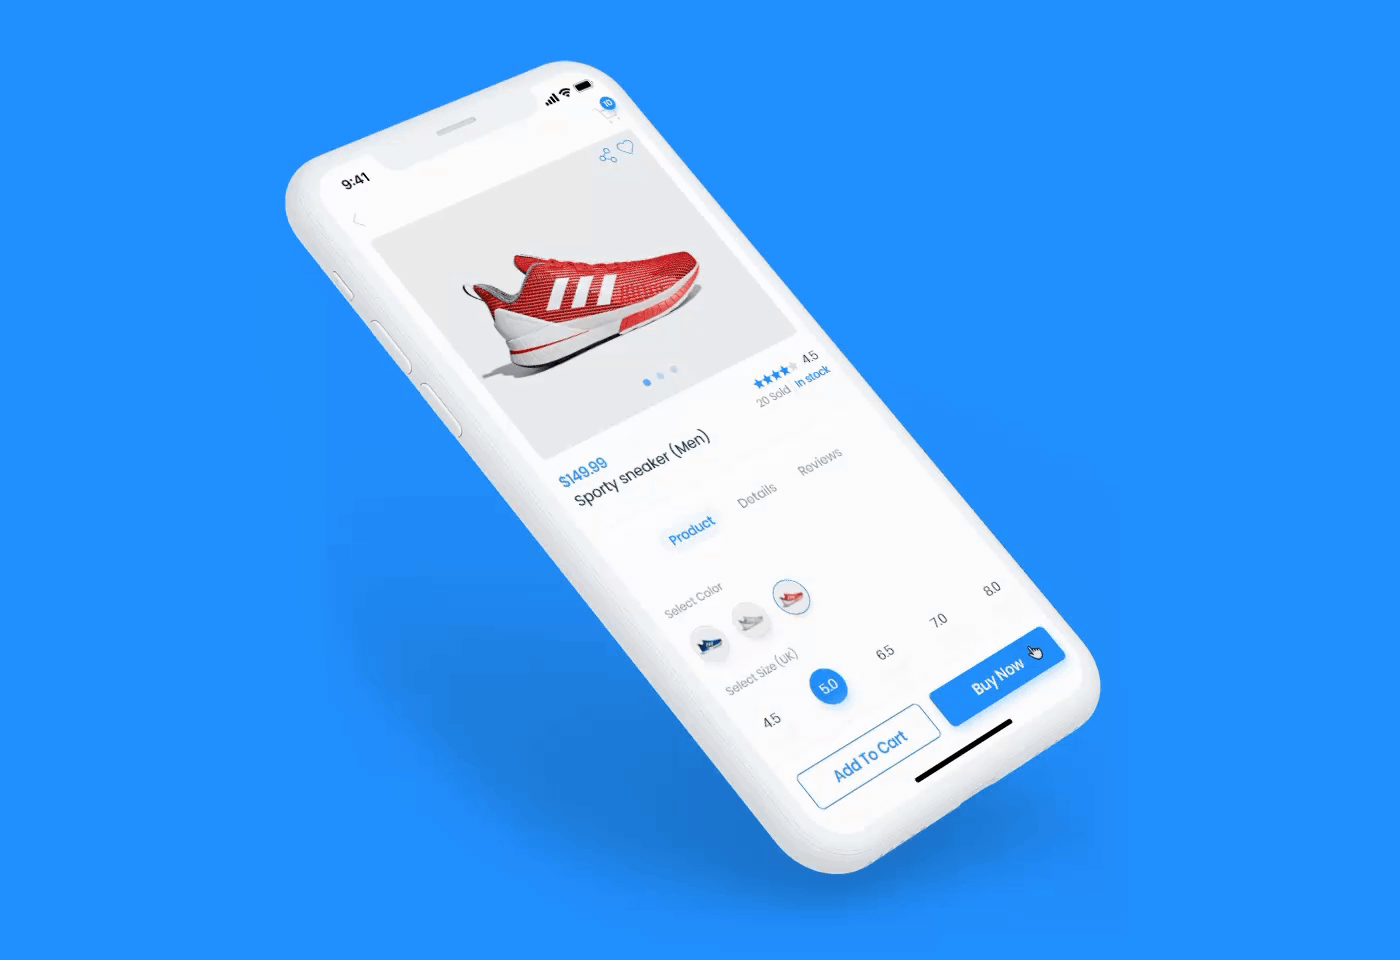 9:41
10
4.5
20 Sold In stock
$149.99
Sporty sneaker (Men)
Product Details Reviews
Select Color
Select Size (UK)
4.5 5.0 6.5 7.0 8.0
Add To Cart Buy Now